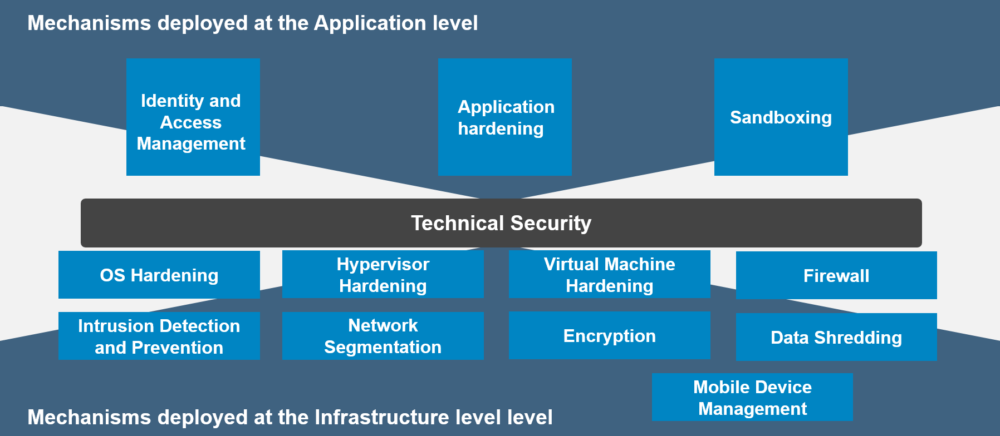 Mechanisms deployed at the Application level
Identity and
Access
Management
Application
hardening
Sandboxing
Technical Security
OS Hardening
Hypervisor
Hardening
Virtual Machine
Hardening
Firewall
Intrusion Detection
and Prevention
Network
Segmentation
Encryption
Data Shredding
Mobile Device
Management
Mechanisms deployed at the Infrastructure level level